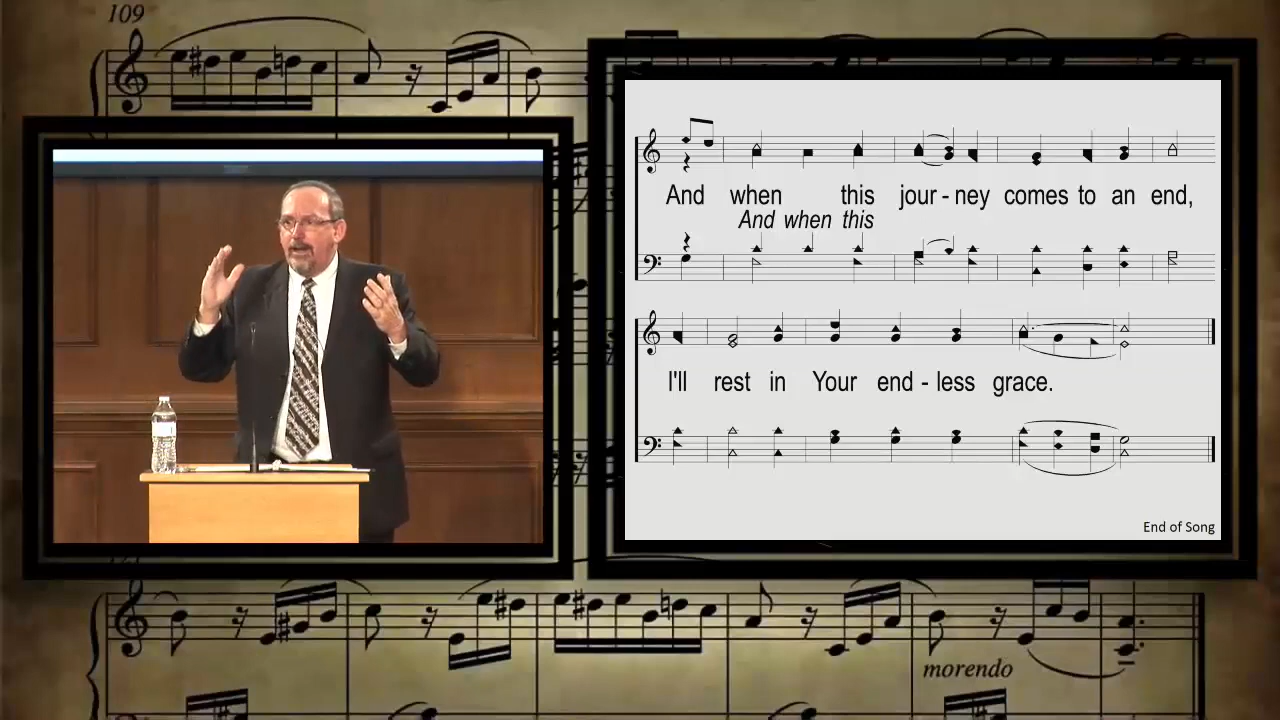 109
And when this jour - ney comes to an end,
And when this
I'll rest in Your end - less grace.
End of Song
morendo